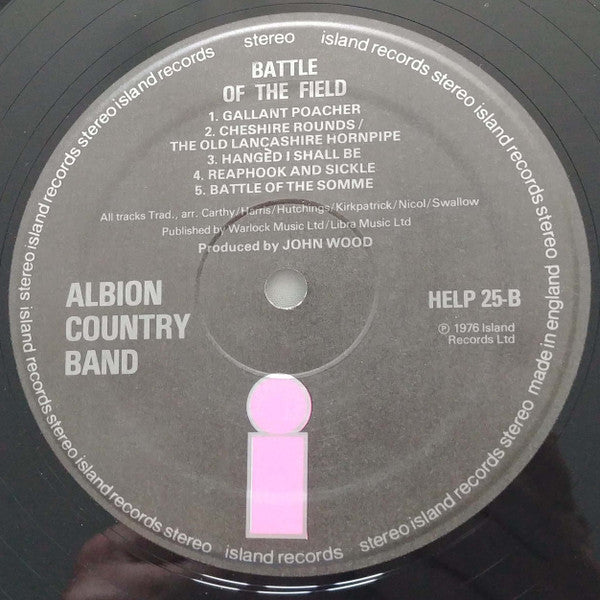 BATTLE
OF THE FIELD
1. GALLANT POACHER
2. CHESHIRE ROUNDS /
THE OLD LANCASHIRE HORNPIPE
3. HANGED I SHALL BE
4. REAPHOOK AND SICKLE
5. BATTLE OF THE SOMME
All tracks Trad., arr. Carthy/Harris/Hutchings/Kirkpatrick/Nicol/Swallow
Published by Warlock Music Ltd / Libra Music Ltd
Produced by JOHN WOOD
ALBION
COUNTRY
BAND
HELP 25-B
℗ 1976 Island
Records Ltd
i
stereo island records stereo island records stereo island records stereo island records stereo island records stereo island records made in england oeo island records stereo island records